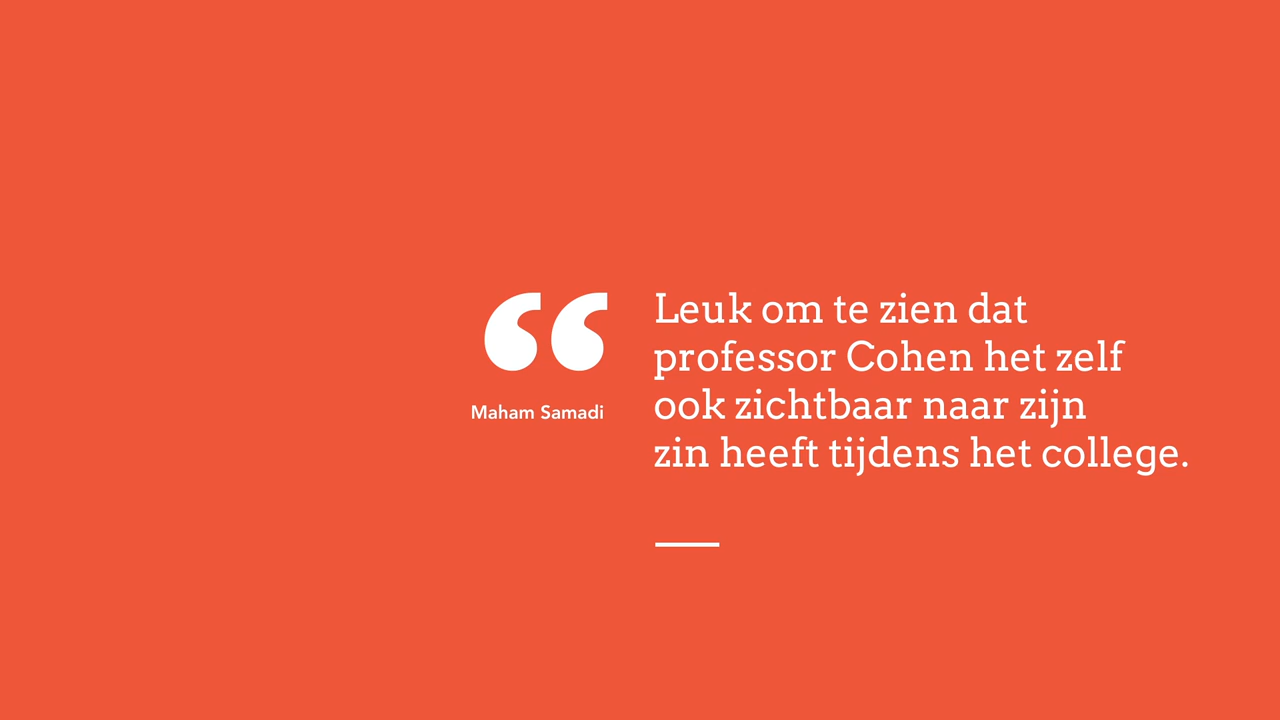 “
Maham Samadi
Leuk om te zien dat
professor Cohen het zelf
ook zichtbaar naar zijn
zin heeft tijdens het college.